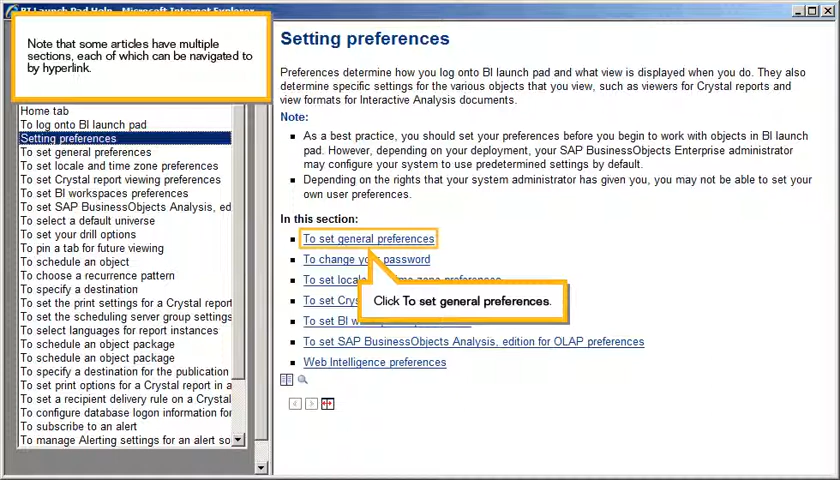 BI Launch Pad Help - Microsoft Internet Explorer
Note that some articles have multiple
sections, each of which can be navigated to
by hyperlink.
Home tab
To log onto BI launch pad
Setting preferences
To set general preferences
To set locale and time zone preferences
To set Crystal report viewing preferences
To set BI workspaces preferences
To set SAP BusinessObjects Analysis, ed
To select a default universe
To set your drill options
To pin a tab for future viewing
To schedule an object
To choose a recurrence pattern
To specify a destination
To set the print settings for a Crystal report
To set the scheduling server group settings
To select languages for report instances
To schedule an object package
To schedule an object package
To specify a destination for the publication
To set print options for a Crystal report in a
To set a recipient delivery rule on a Crystal
To configure database logon information for
To subscribe to an alert
To manage Alerting settings for an alert so
Setting preferences
Preferences determine how you log onto BI launch pad and what view is displayed when you do. They also
determine specific settings for the various objects that you view, such as viewers for Crystal reports and
view formats for Interactive Analysis documents.
Note:
As a best practice, you should set your preferences before you begin to work with objects in BI launch
pad. However, depending on your deployment, your SAP BusinessObjects Enterprise administrator
may configure your system to use predetermined settings by default.
Depending on the rights that your system administrator has given you, you may not be able to set your
own user preferences.
In this section:
To set general preferences
To change your password
To set local time zone preferences
To set Crys
Click To set general preferences.
To set BI w
To set SAP BusinessObjects Analysis, edition for OLAP preferences
Web Intelligence preferences